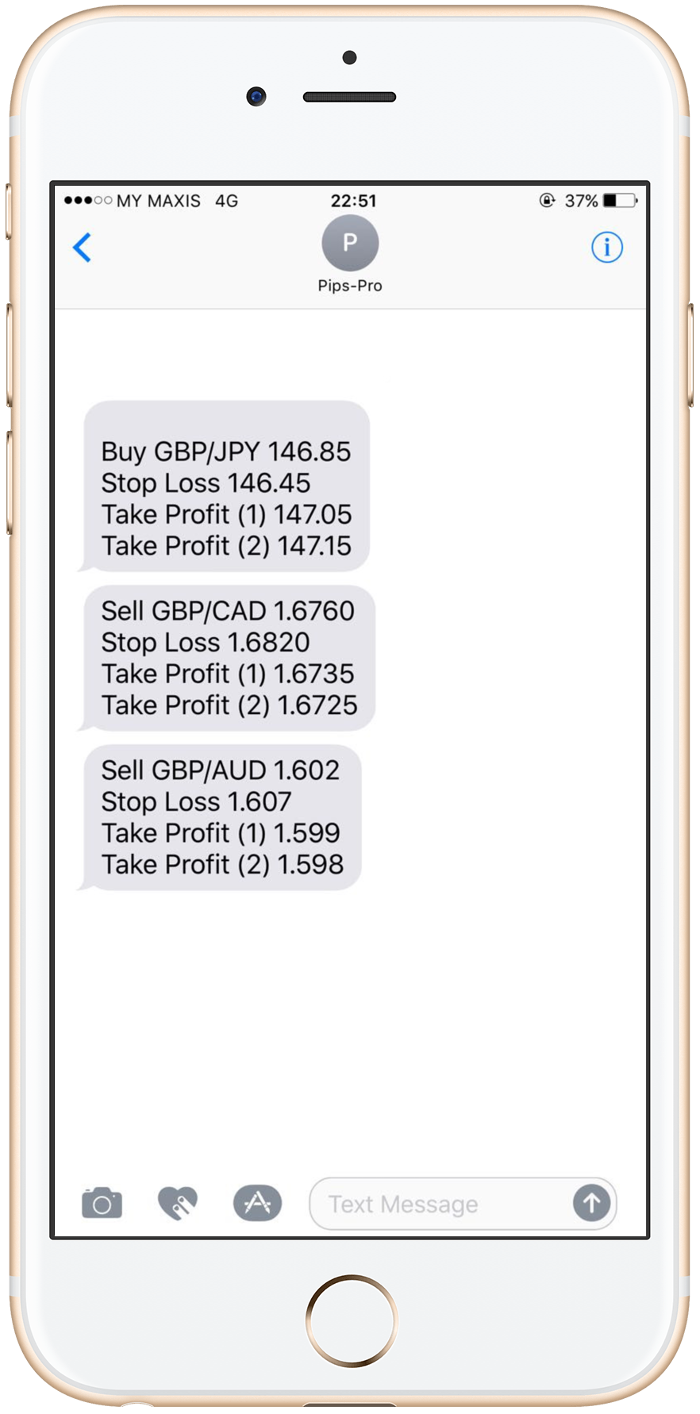 MY MAXIS 4G 22:51 37%
P
Pips-Pro
Buy GBP/JPY 146.85
Stop Loss 146.45
Take Profit (1) 147.05
Take Profit (2) 147.15
Sell GBP/CAD 1.6760
Stop Loss 1.6820
Take Profit (1) 1.6735
Take Profit (2) 1.6725
Sell GBP/AUD 1.602
Stop Loss 1.607
Take Profit (1) 1.599
Take Profit (2) 1.598
Text Message